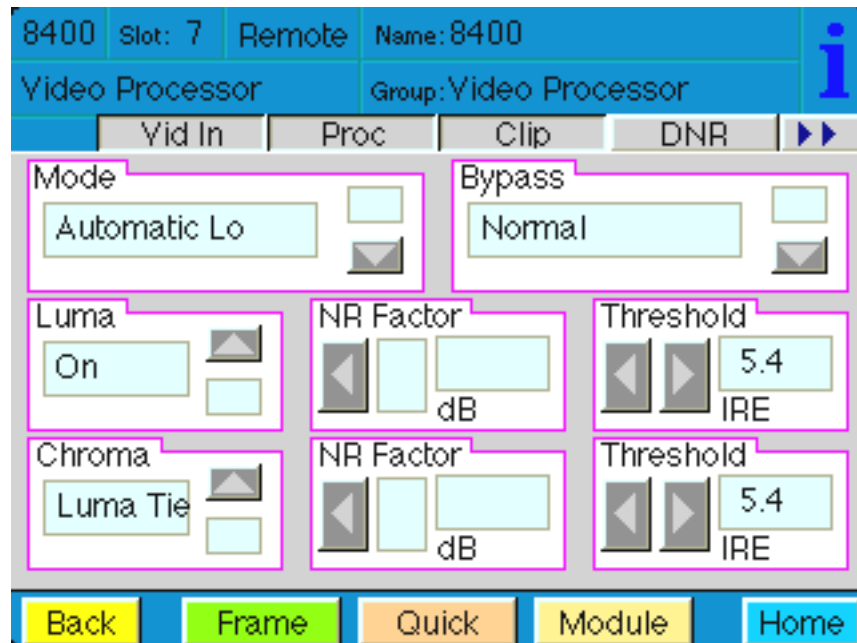 8400 Slot: 7 Remote Name: 8400
Video Processor Group: Video Processor
i
Vid In Proc Clip DNR
Mode Bypass
Automatic Lo Normal
Luma NR Factor Threshold
On 5.4
dB IRE
Chroma NR Factor Threshold
Luma Tie 5.4
dB IRE
Back Frame Quick Module Home